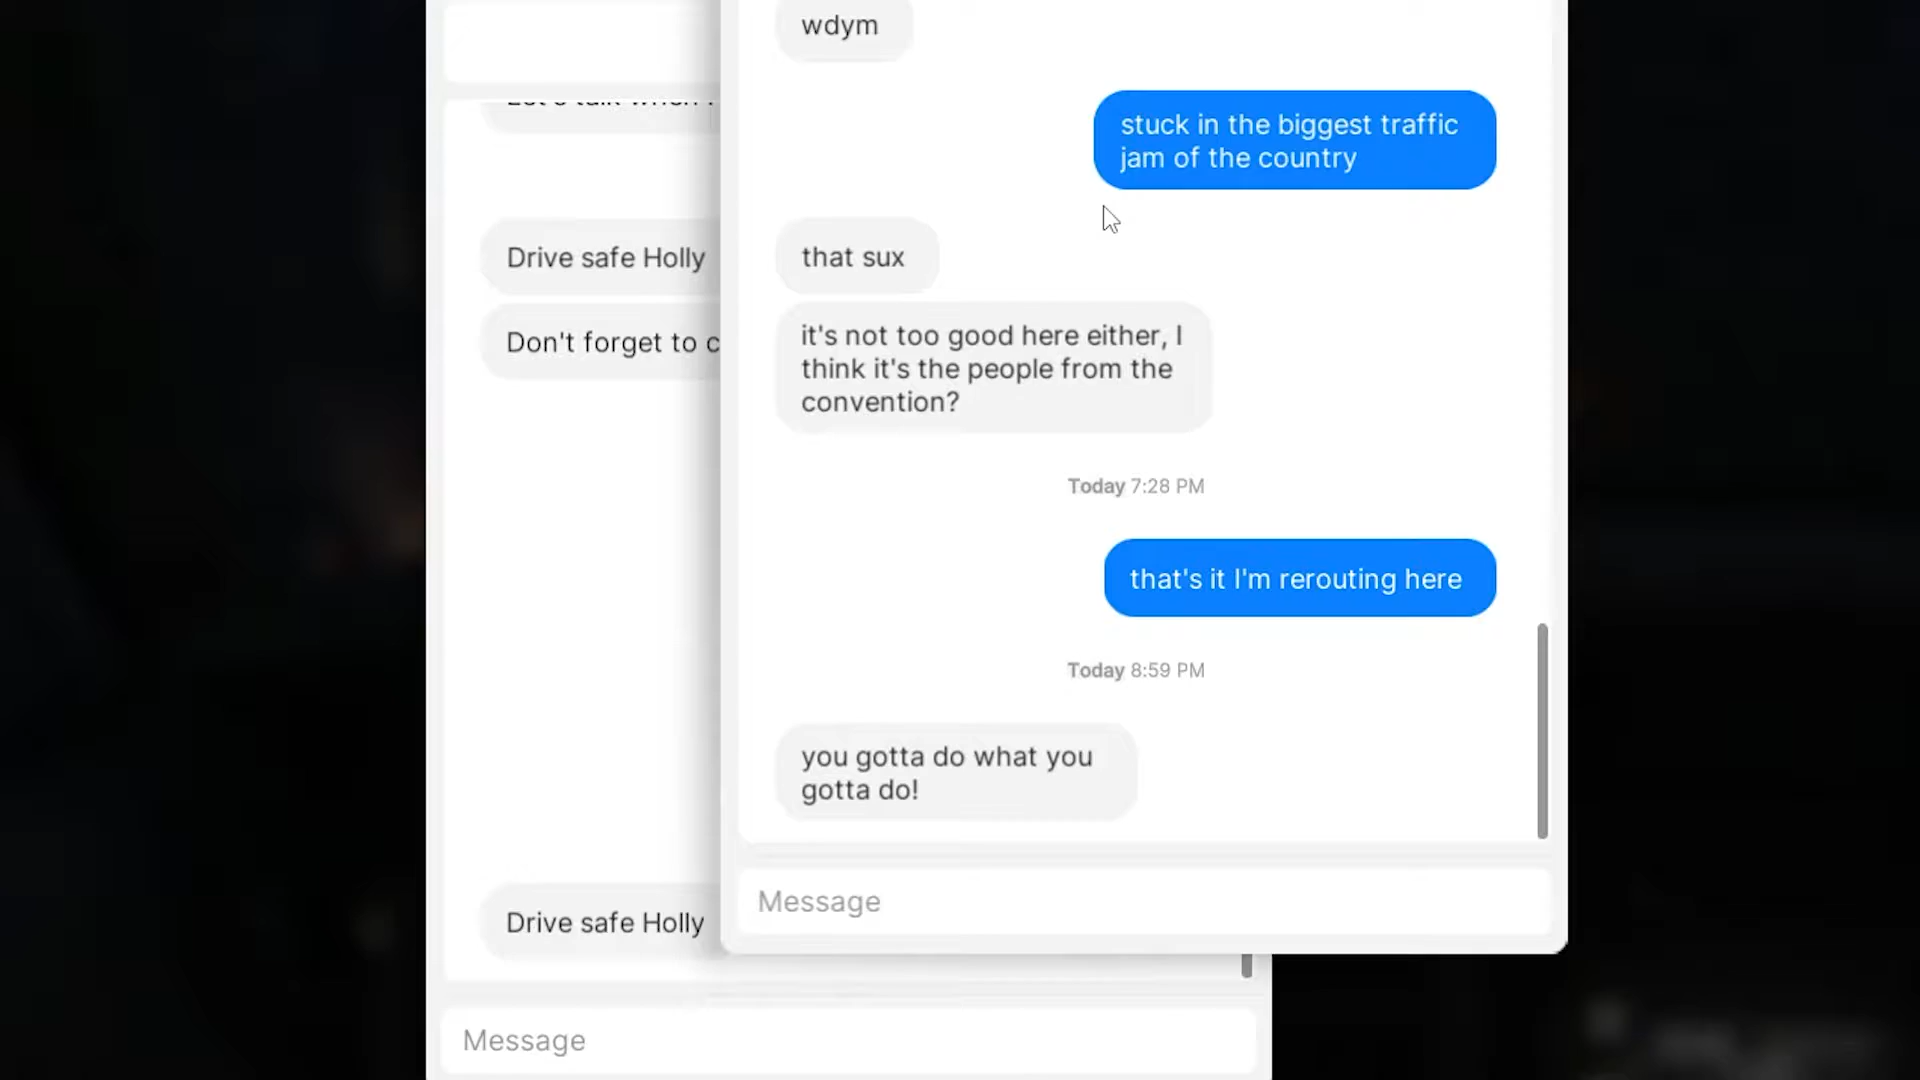 wdym
stuck in the biggest traffic
jam of the country
that sux
it's not too good here either, I
think it's the people from the
convention?
Today 7:28 PM
that's it I'm rerouting here
Today 8:59 PM
you gotta do what you
gotta do!
Message
Drive safe Holly
Don't forget to
Drive safe Holly
Message